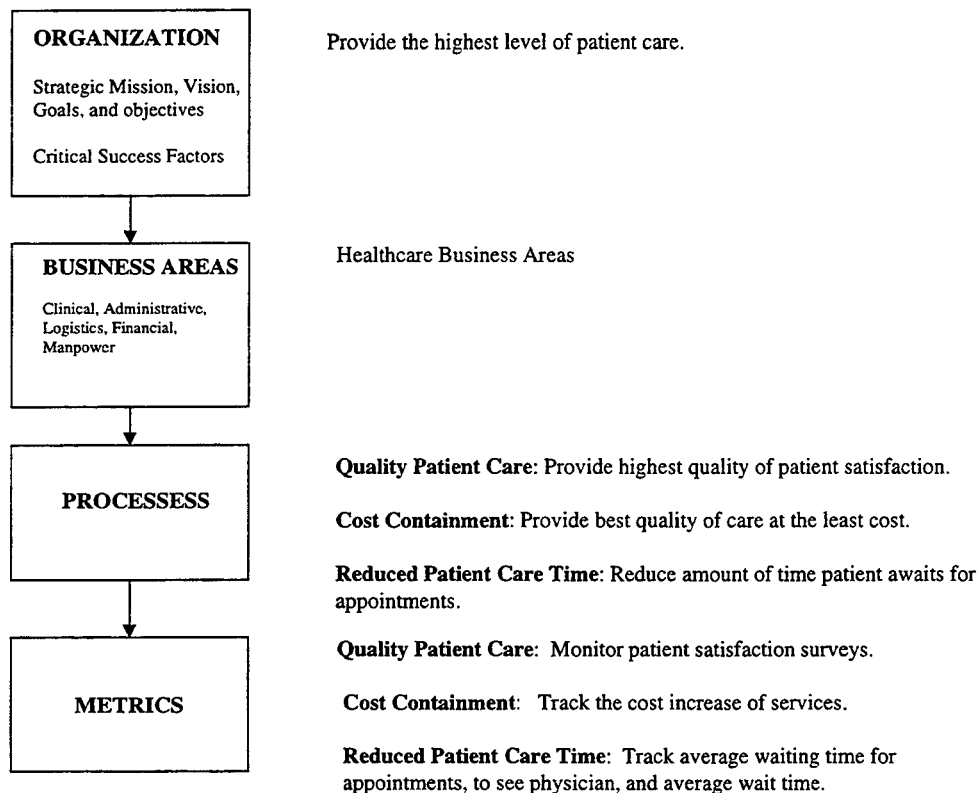 ORGANIZATION
Strategic Mission, Vision,
Goals, and objectives
Critical Success Factors
Provide the highest level of patient care.
BUSINESS AREAS
Clinical, Administrative,
Logistics, Financial,
Manpower
Healthcare Business Areas
PROCESSESS
Quality Patient Care: Provide highest quality of patient satisfaction.
Cost Containment: Provide best quality of care at the least cost.
Reduced Patient Care Time: Reduce amount of time patient awaits for
appointments.
METRICS
Quality Patient Care: Monitor patient satisfaction surveys.
Cost Containment: Track the cost increase of services.
Reduced Patient Care Time: Track average waiting time for
appointments, to see physician, and average wait time.